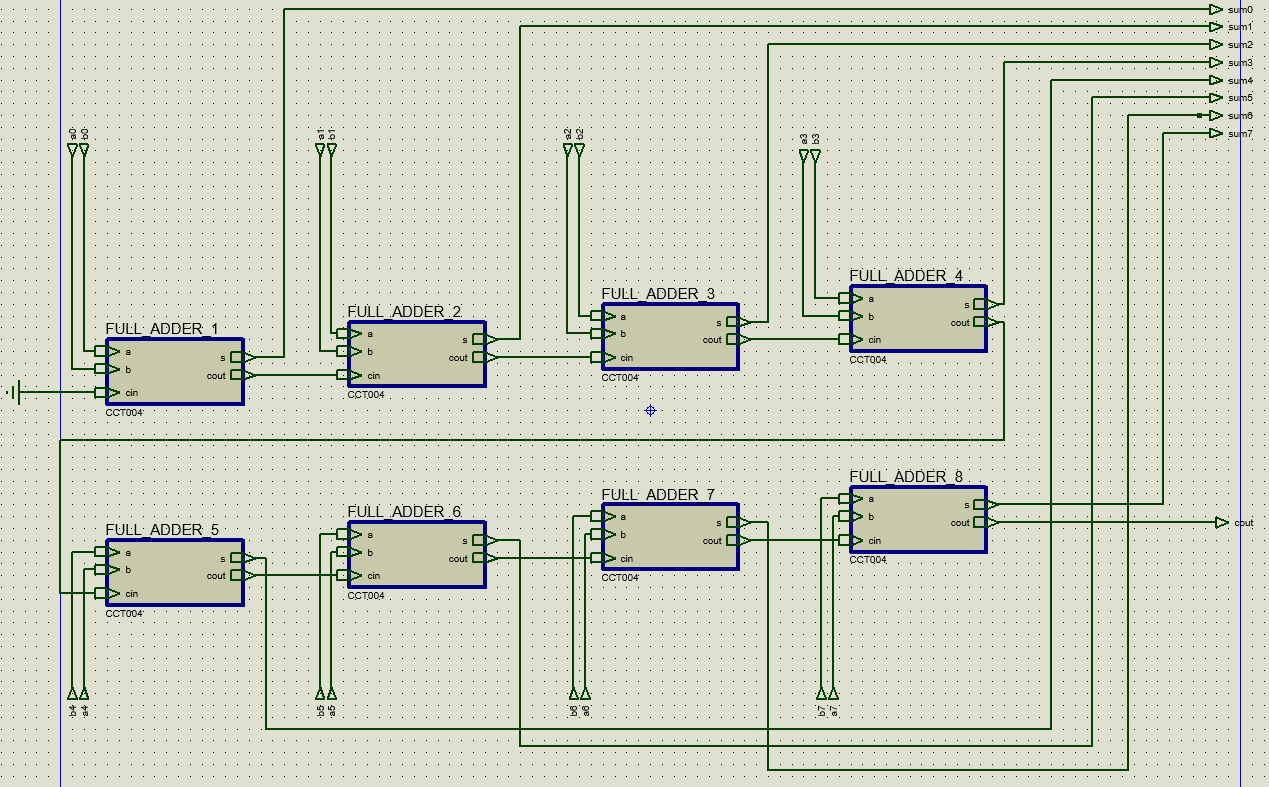 sum0
sum1
sum2
sum3
sum4
sum5
sum6
sum7
a0 b0
a1 b1
a2 b2
a3 b3
FULL_ADDER_1
a s
b cout
cin
CCT004
FULL_ADDER_2
a s
b cout
cin
CCT004
FULL_ADDER_3
a s
b cout
cin
CCT004
FULL_ADDER_4
a s
b cout
cin
CCT004
FULL_ADDER_5
a s
b cout
cin
CCT004
FULL_ADDER_6
a s
b cout
cin
CCT004
FULL_ADDER_7
a s
b cout
cin
CCT004
FULL_ADDER_8
a s
b cout
cin
CCT004
cout
b4 a4
b5 a5
b6 a6
b7 a7